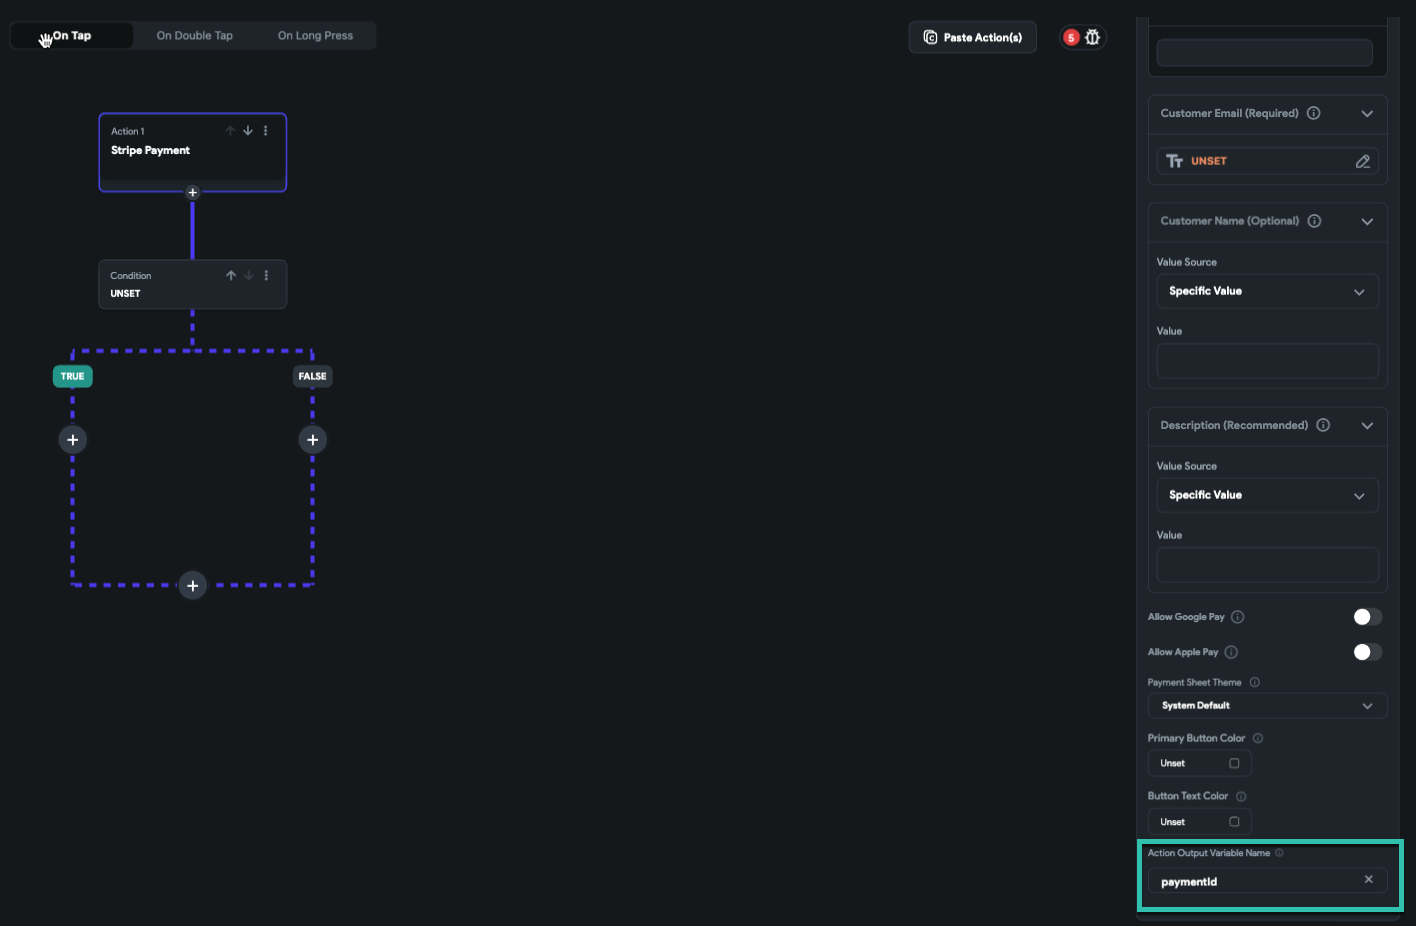 On Tap
On Double Tap
On Long Press
Paste Action(s)
5
Action 1
Stripe Payment
Condition
UNSET
TRUE
FALSE
Customer Email (Required)
UNSET
Customer Name (Optional)
Value Source
Specific Value
Value
Description (Recommended)
Value Source
Specific Value
Value
Allow Google Pay
Allow Apple Pay
Payment Sheet Theme
System Default
Primary Button Color
Unset
Button Text Color
Unset
Action Output Variable Name
paymentId